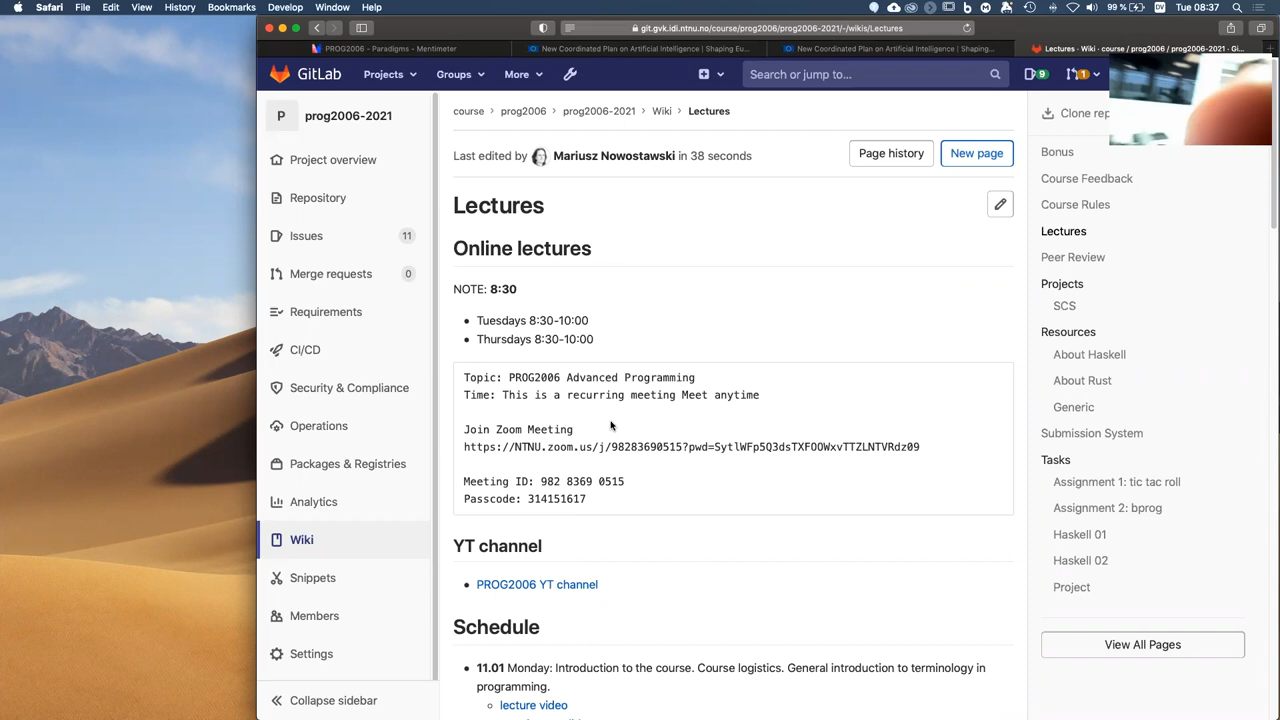 Safari File Edit View History Bookmarks Develop Window Help 99% DV Tue 08:37
git.gvk.idi.ntnu.no/course/prog2006/prog2006-2021/-/wikis/Lectures
PROG2006 - Paradigms - Mentimeter
New Coordinated Plan on Artificial Intelligence | Shaping Eu...
New Coordinated Plan on Artificial Intelligence | Shaping...
Lectures · Wiki · course / prog2006 / prog2006-2021 · Gi...
GitLab Projects Groups More Search or jump to... 9 1
P prog2006-2021
Project overview
Repository
Issues 11
Merge requests 0
Requirements
CI/CD
Security & Compliance
Operations
Packages & Registries
Analytics
Wiki
Snippets
Members
Settings
Collapse sidebar
course > prog2006 > prog2006-2021 > Wiki > Lectures
Last edited by Mariusz Nowostawski in 38 seconds
Page history New page
Lectures
Online lectures
NOTE: 8:30
• Tuesdays 8:30-10:00
• Thursdays 8:30-10:00
Topic: PROG2006 Advanced Programming
Time: This is a recurring meeting Meet anytime
Join Zoom Meeting
https://NTNU.zoom.us/j/98283690515?pwd=SytlWFp5Q3dsTXFOOWxvTTZLNTVRdz09
Meeting ID: 982 8369 0515
Passcode: 314151617
YT channel
• PROG2006 YT channel
Schedule
• 11.01 Monday: Introduction to the course. Course logistics. General introduction to terminology in
programming.
lecture video
Clone rep
Bonus
Course Feedback
Course Rules
Lectures
Peer Review
Projects
SCS
Resources
About Haskell
About Rust
Generic
Submission System
Tasks
Assignment 1: tic tac roll
Assignment 2: bprog
Haskell 01
Haskell 02
Project
View All Pages